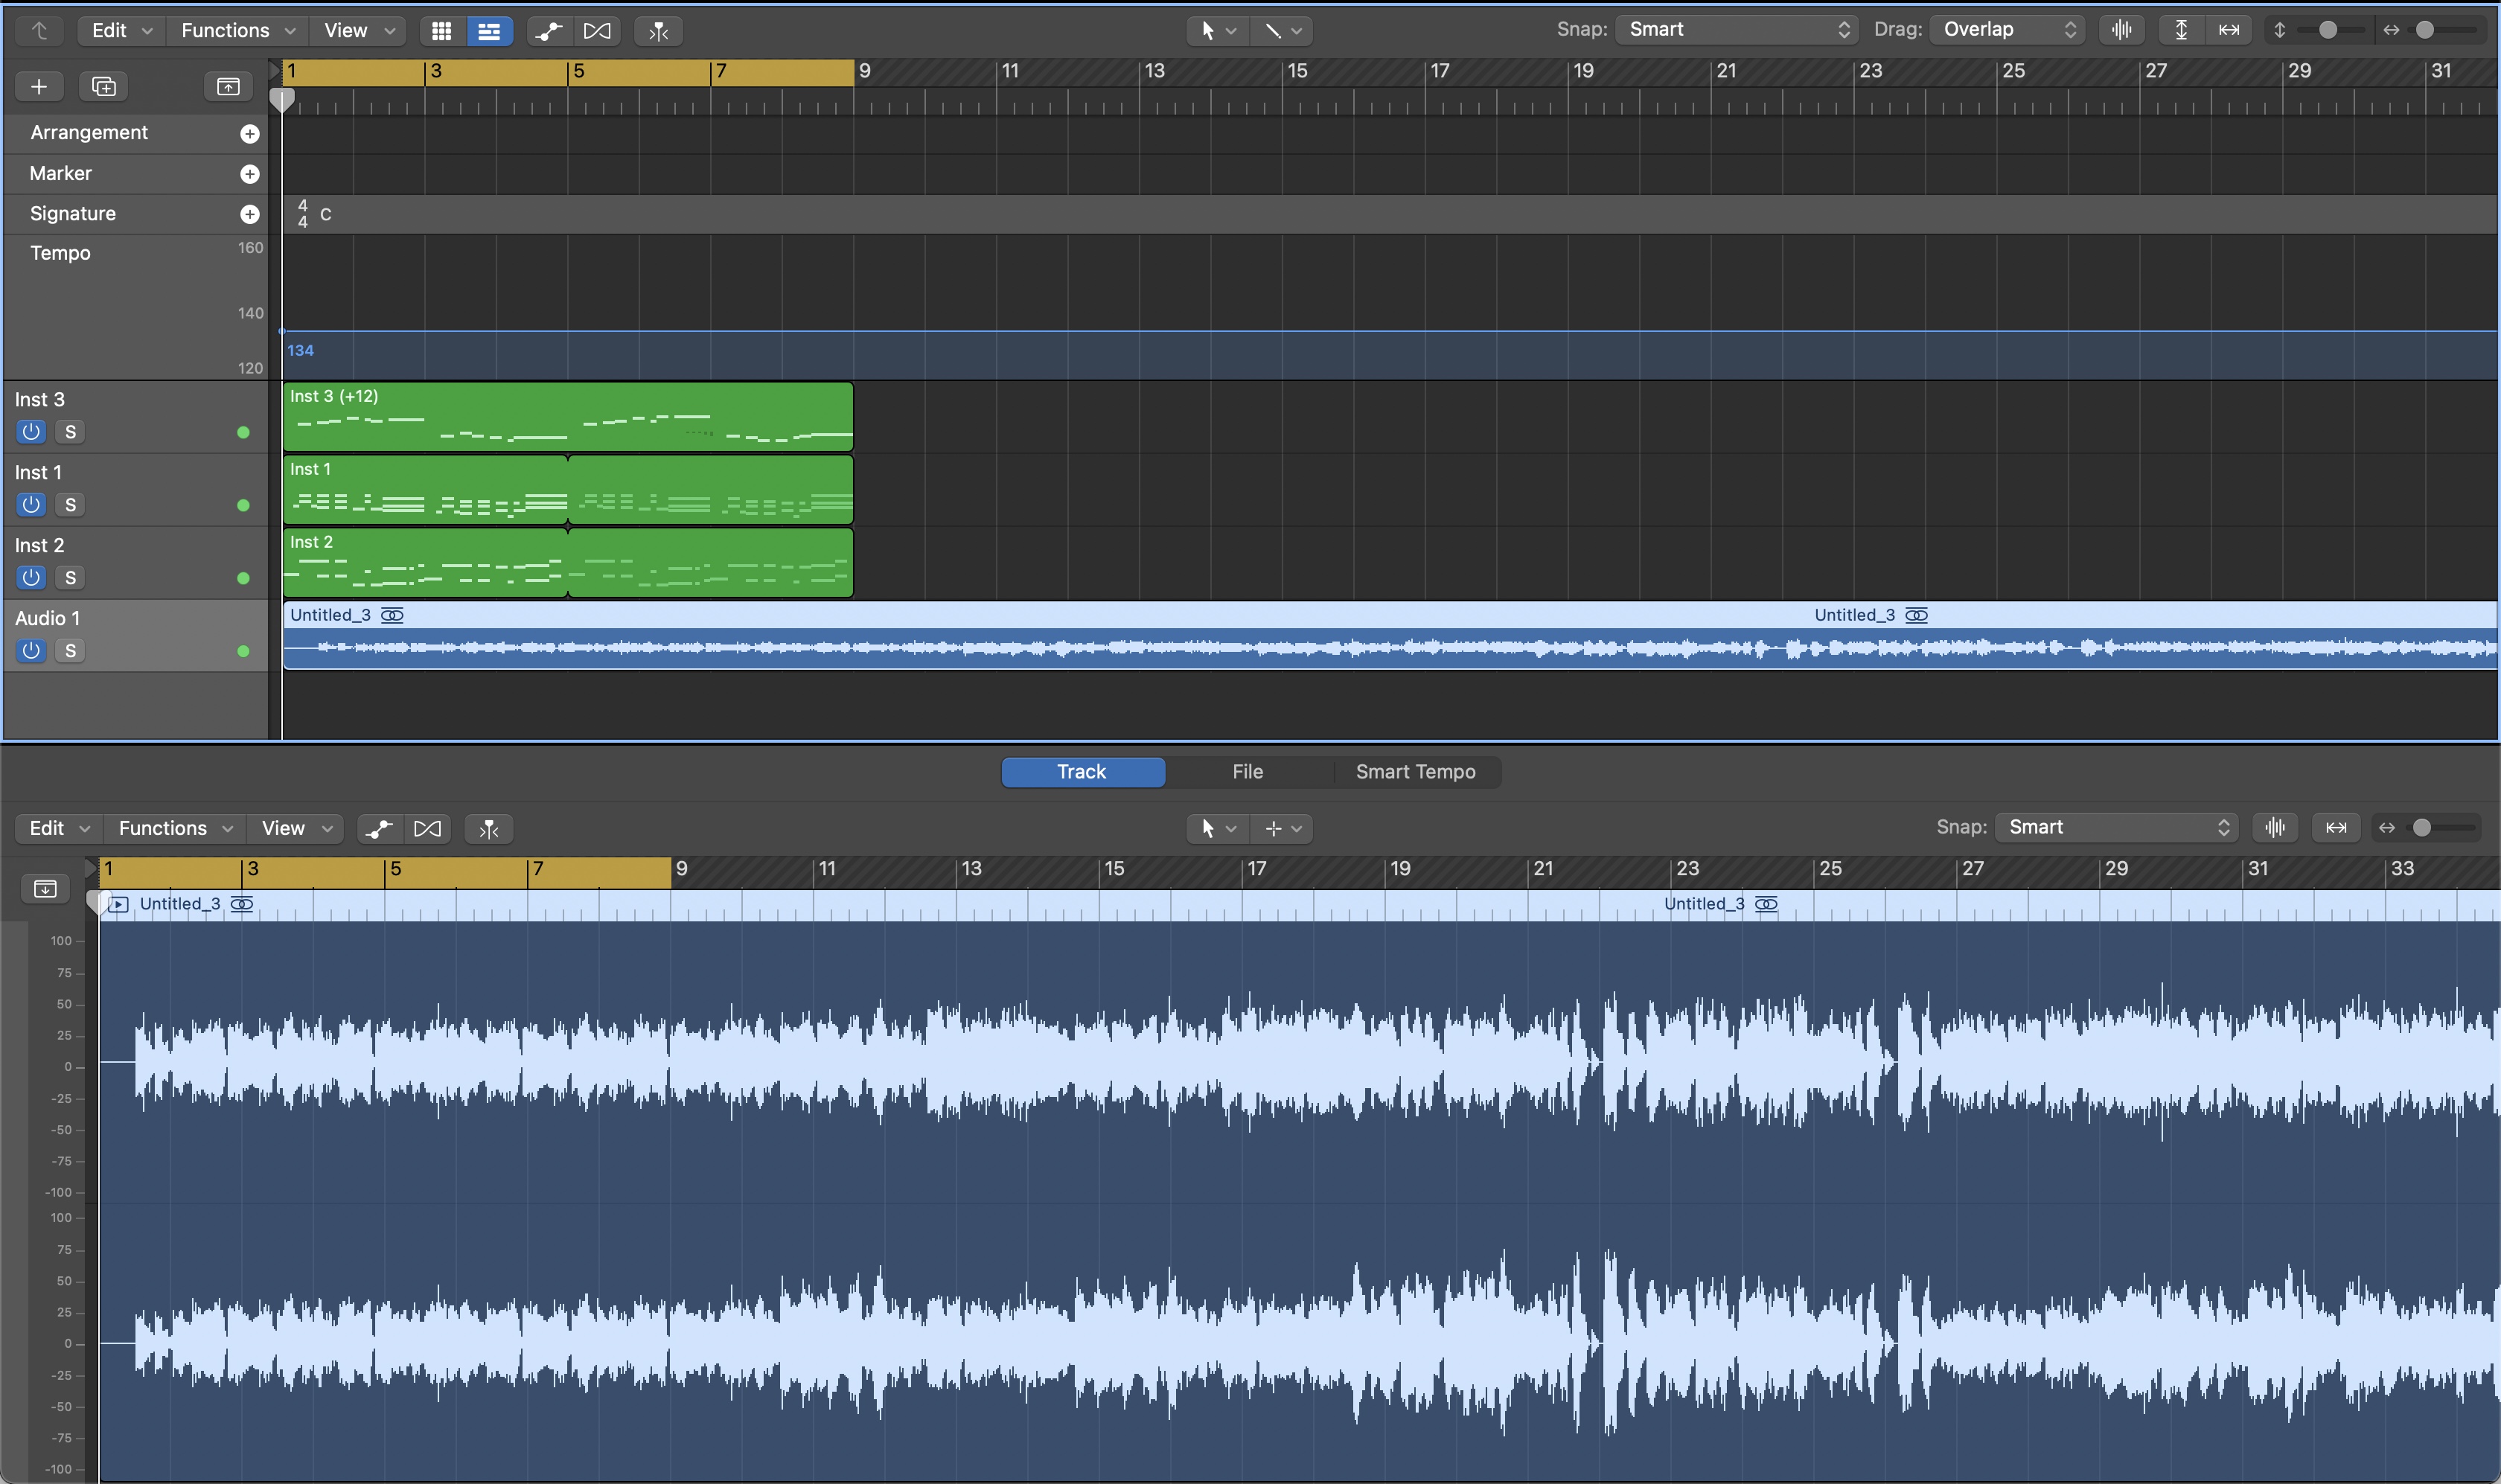 Edit Functions View Snap: Smart Drag: Overlap
1 3 5 7 9 11 13 15 17 19 21 23 25 27 29 31
Arrangement
Marker
Signature 4 4 C
Tempo 160
140
134
120
Inst 3 Inst 3 (+12)
S
Inst 1 Inst 1
S
Inst 2 Inst 2
S
Audio 1 Untitled_3 Untitled_3
S
Track File Smart Tempo
Edit Functions View Snap: Smart
1 3 5 7 9 11 13 15 17 19 21 23 25 27 29 31 33
Untitled_3 Untitled_3
100
75
50
25
0
-25
-50
-75
-100
100
75
50
25
0
-25
-50
-75
-100